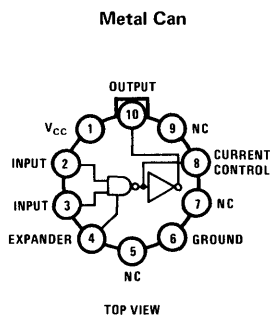 Metal Can
OUTPUT
10
V_CC 1 9 NC
INPUT 2 8 CURRENT CONTROL
INPUT 3 7 NC
EXPANDER 4 6 GROUND
5
NC
TOP VIEW